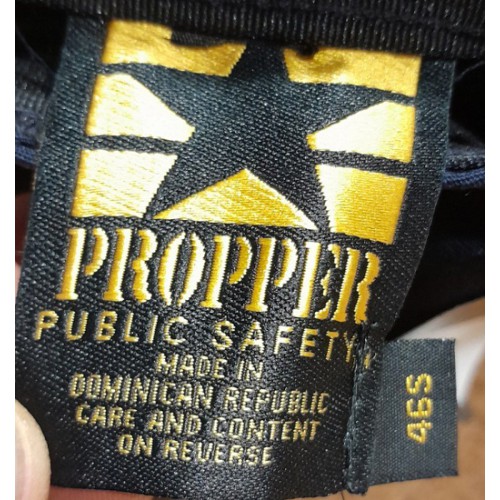 PROPPER
PUBLIC SAFETY
MADE IN
DOMINICAN REPUBLIC
CARE AND CONTENT
ON REVERSE
46S